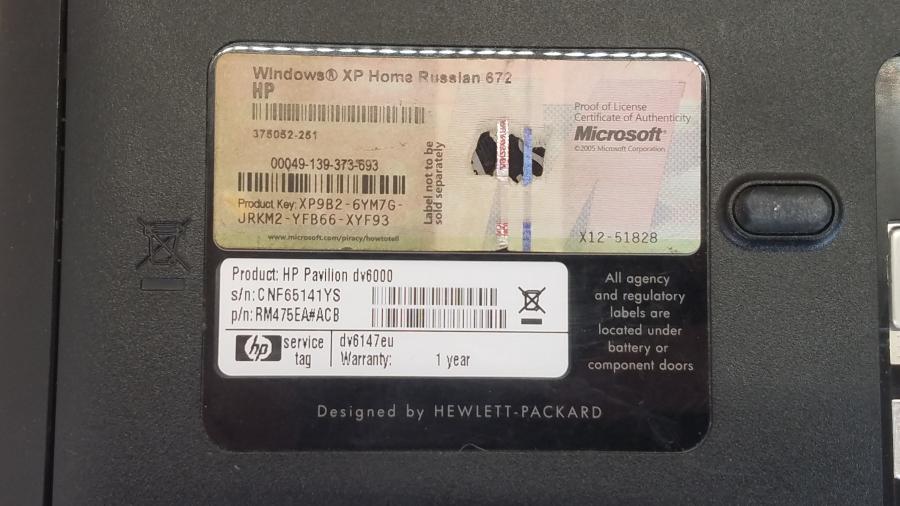 Windows® XP Home Russian 672
HP
375052-251
00049-139-373-693
Product Key: XP9B2-6YM7G-
JRKM2-YFB66-XYF93
www.microsoft.com/piracy/howtotell
Label not to be
sold separately
Proof of License
Certificate of Authenticity
Microsoft®
©2005 Microsoft Corporation
X12-51828
Product: HP Pavilion dv6000
s/n: CNF65141YS
p/n: RM475EA#ACB
hp
service
tag
dv6147eu
Warranty: 1 year
All agency
and regulatory
labels are
located under
battery or
component doors
Designed by HEWLETT-PACKARD